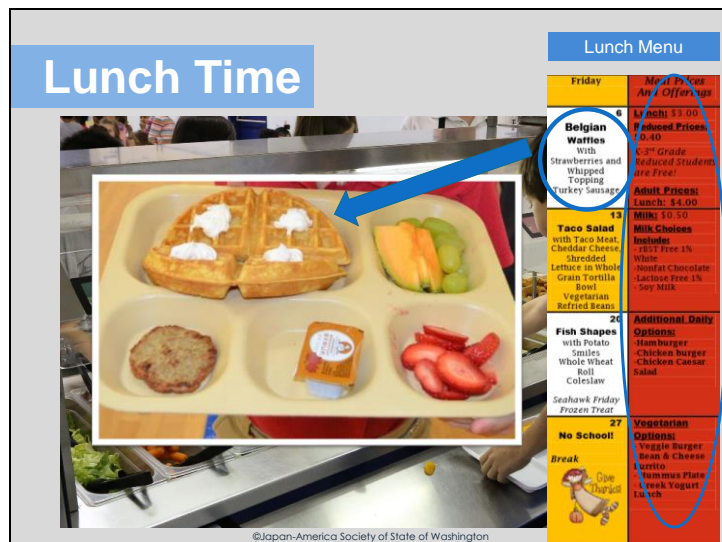 Lunch Menu
Lunch Time
Friday
6
Belgian
Waffles
With
Strawberries and
Whipped
Topping
Turkey Sausage
13
Taco Salad
with Taco Meat,
Cheddar Cheese,
Shredded
Lettuce in Whole
Grain Tortilla
Bowl
Vegetarian
Refried Beans
20
Fish Shapes
with Potato
Smiles
Whole Wheat
Roll
Coleslaw
Seahawk Friday
Frozen Treat
27
No School!
Break
Give
Thanks!
Meal Prices
And Offerings
Lunch: $3.00
Reduced Prices:
$0.40
K-3rd Grade
Reduced Students
are Free!
Adult Prices:
Lunch: $4.00
Milk: $0.50
Milk Choices
Include:
- rBST Free 1%
White
-Nonfat Chocolate
-Lactose Free 1%
- Soy Milk
Additional Daily
Options:
-Hamburger
-Chicken burger
-Chicken Caesar
Salad
Vegetarian
Options:
- Veggie Burger
- Bean & Cheese
Burrito
- Hummus Plate
- Greek Yogurt
Lunch
©Japan-America Society of State of Washington